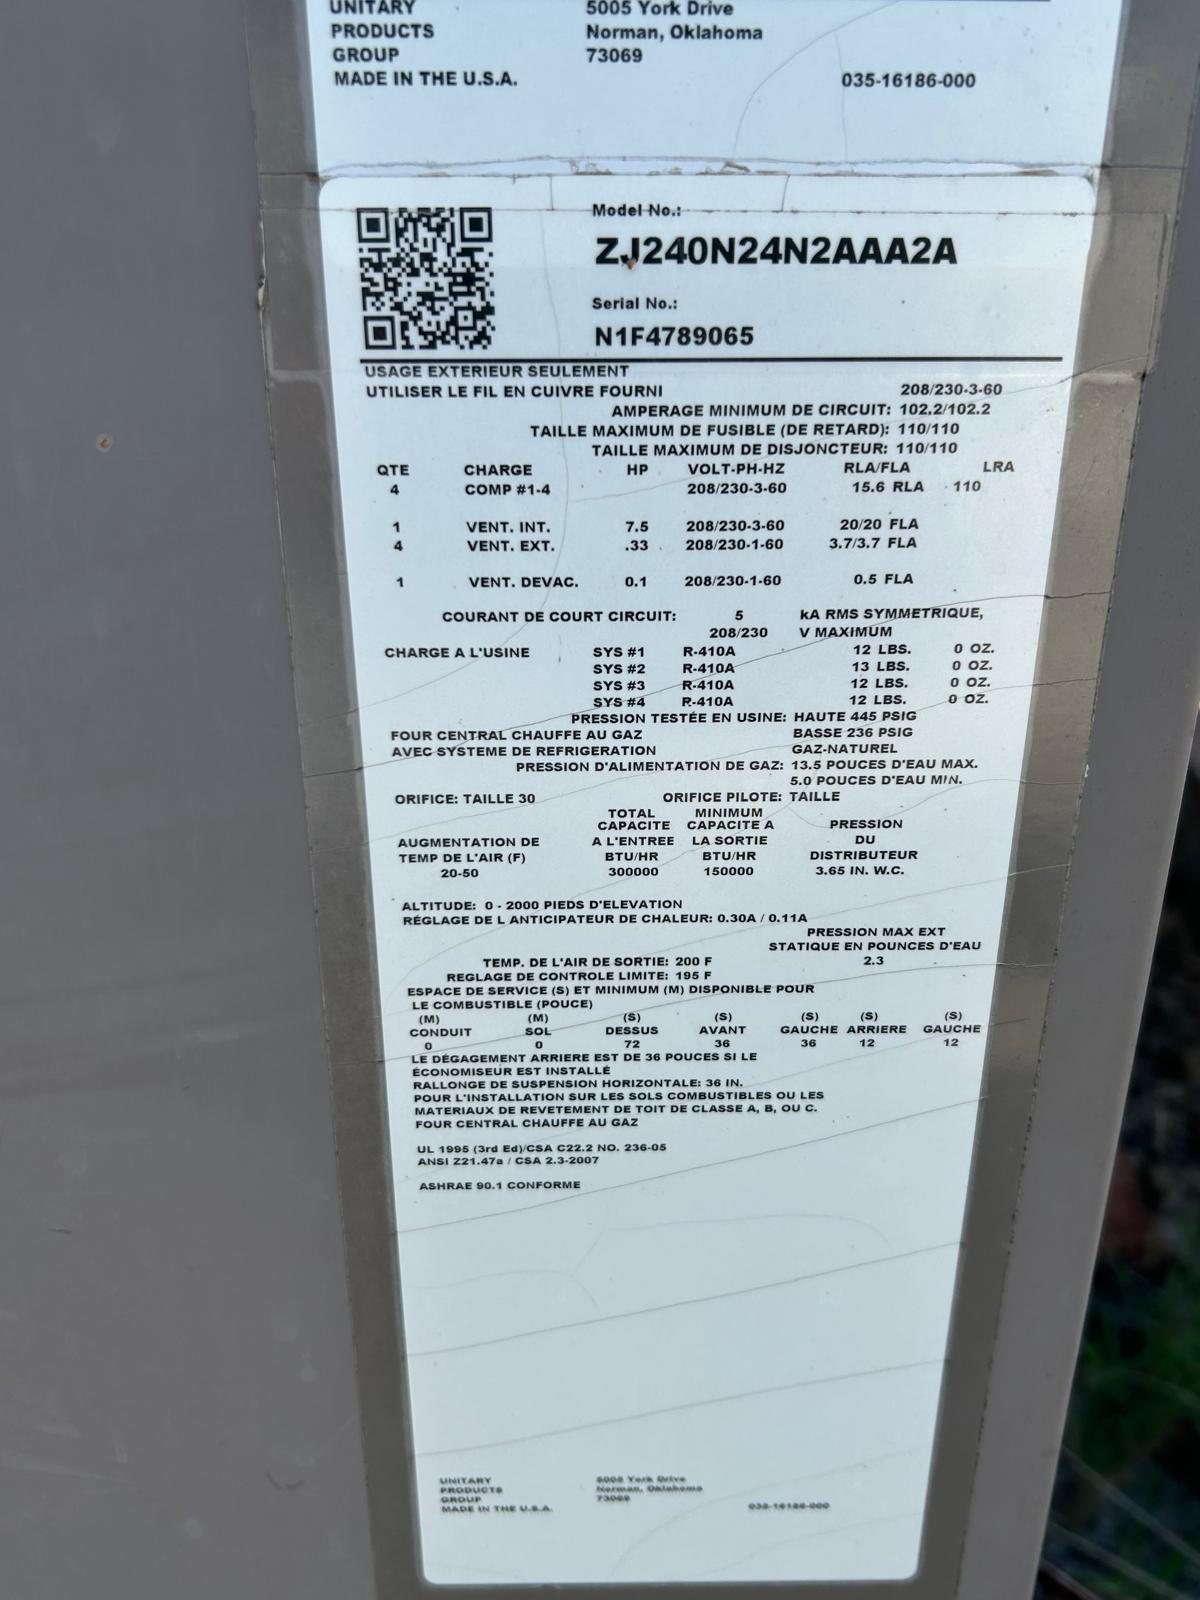 UNITARY 5005 York Drive
PRODUCTS Norman, Oklahoma
GROUP 73069
MADE IN THE U.S.A. 035-16186-000
Model No.:
ZJ240N24N2AAA2A
Serial No.:
N1F4789065
USAGE EXTERIEUR SEULEMENT
UTILISER LE FIL EN CUIVRE FOURNI 208/230-3-60
AMPERAGE MINIMUM DE CIRCUIT: 102.2/102.2
TAILLE MAXIMUM DE FUSIBLE (DE RETARD): 110/110
TAILLE MAXIMUM DE DISJONCTEUR: 110/110
QTE CHARGE HP VOLT-PH-HZ RLA/FLA LRA
4 COMP #1-4 208/230-3-60 15.6 RLA 110
1 VENT. INT. 7.5 208/230-3-60 20/20 FLA
4 VENT. EXT. .33 208/230-1-60 3.7/3.7 FLA
1 VENT. DEVAC. 0.1 208/230-1-60 0.5 FLA
COURANT DE COURT CIRCUIT: 5 kA RMS SYMMETRIQUE,
208/230 V MAXIMUM
CHARGE A L'USINE SYS #1 R-410A 12 LBS. 0 OZ.
SYS #2 R-410A 13 LBS. 0 OZ.
SYS #3 R-410A 12 LBS. 0 OZ.
SYS #4 R-410A 12 LBS. 0 OZ.
PRESSION TESTÉE EN USINE: HAUTE 445 PSIG
FOUR CENTRAL CHAUFFE AU GAZ BASSE 236 PSIG
AVEC SYSTEME DE REFRIGERATION GAZ-NATUREL
PRESSION D'ALIMENTATION DE GAZ: 13.5 POUCES D'EAU MAX.
5.0 POUCES D'EAU MIN.
ORIFICE: TAILLE 30 ORIFICE PILOTE: TAILLE
TOTAL MINIMUM
CAPACITE CAPACITE A PRESSION
AUGMENTATION DE A L'ENTREE LA SORTIE DU
TEMP DE L'AIR (F) BTU/HR BTU/HR DISTRIBUTEUR
20-50 300000 150000 3.65 IN. W.C.
ALTITUDE: 0 - 2000 PIEDS D'ELEVATION
RÉGLAGE DE L ANTICIPATEUR DE CHALEUR: 0.30A / 0.11A
PRESSION MAX EXT
STATIQUE EN POUNCES D'EAU
TEMP. DE L'AIR DE SORTIE: 200 F 2.3
REGLAGE DE CONTROLE LIMITE: 195 F
ESPACE DE SERVICE (S) ET MINIMUM (M) DISPONIBLE POUR
LE COMBUSTIBLE (POUCE)
(M) (M) (S) (S) (S) (S) (S)
CONDUIT SOL DESSUS AVANT GAUCHE ARRIERE GAUCHE
0 0 72 36 36 12 12
LE DÉGAGEMENT ARRIERE EST DE 36 POUCES SI LE
ÉCONOMISEUR EST INSTALLÉ
RALLONGE DE SUSPENSION HORIZONTALE: 36 IN.
POUR L'INSTALLATION SUR LES SOLS COMBUSTIBLES OU LES
MATERIAUX DE REVETEMENT DE TOIT DE CLASSE A, B, OU C.
FOUR CENTRAL CHAUFFE AU GAZ
UL 1995 (3rd Ed)/CSA C22.2 NO. 236-05
ANSI Z21.47a / CSA 2.3-2007
ASHRAE 90.1 CONFORME
UNITARY 5005 York Drive
PRODUCTS Norman, Oklahoma
GROUP 73069
MADE IN THE U.S.A. 035-16186-000